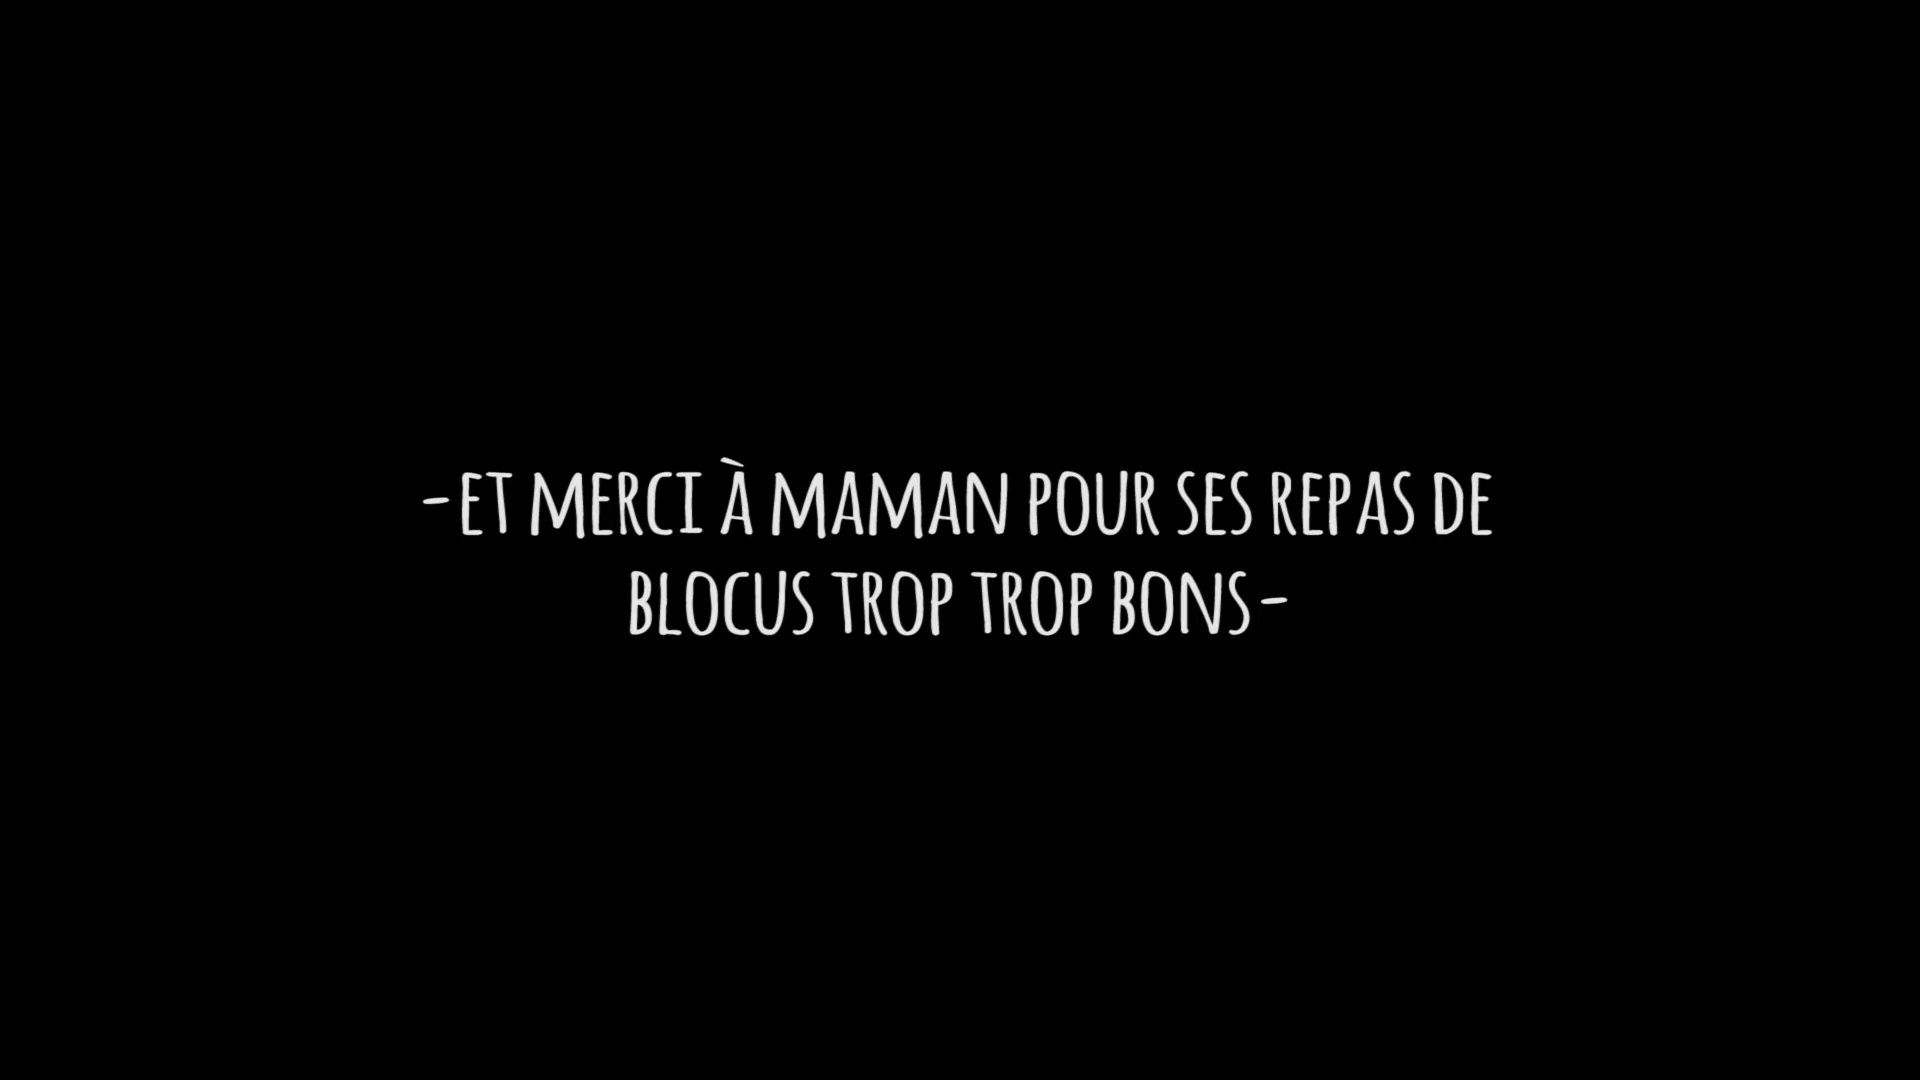 -ET MERCI À MAMAN POUR SES REPAS DE
BLOCUS TROP TROP BONS-